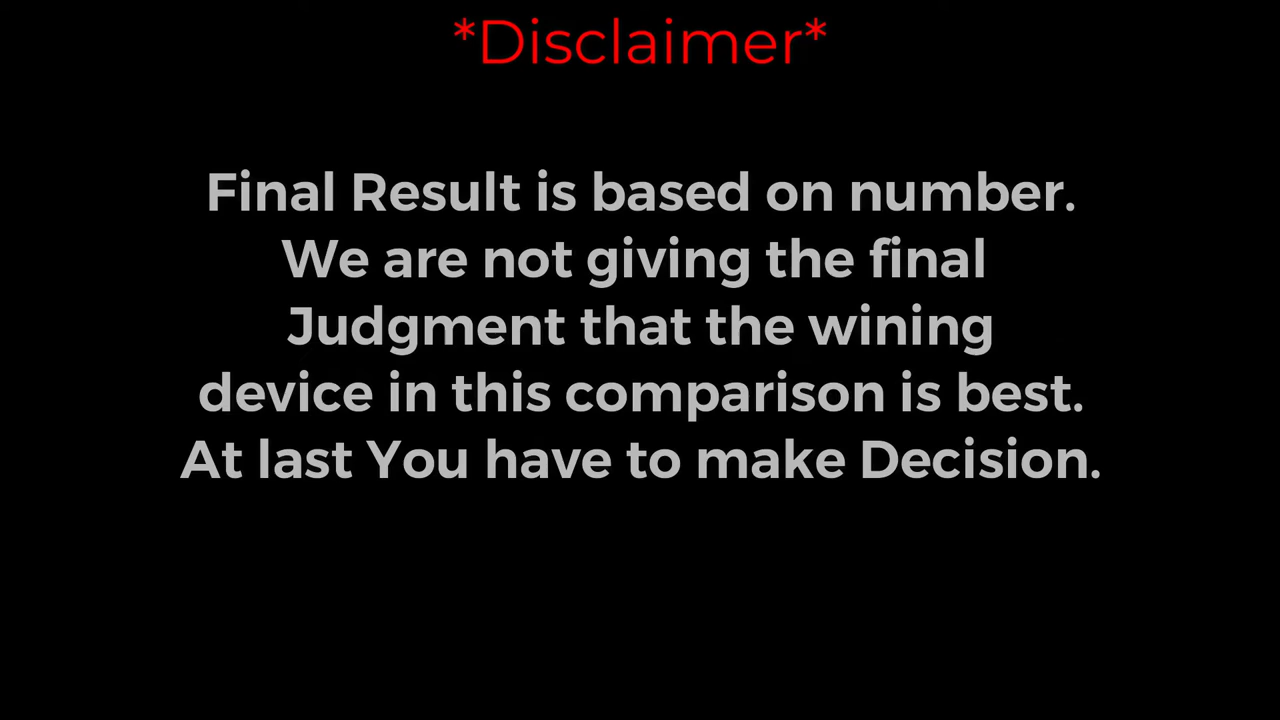 *Disclaimer*
Final Result is based on number.
We are not giving the final
Judgment that the wining
device in this comparison is best.
At last You have to make Decision.